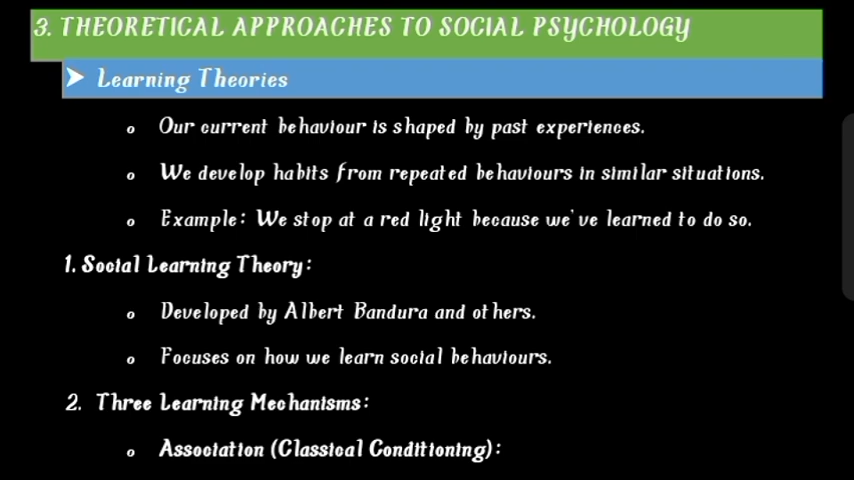 3. THEORETICAL APPROACHES TO SOCIAL PSYCHOLOGY
➤ Learning Theories
o Our current behaviour is shaped by past experiences.
o We develop habits from repeated behaviours in similar situations.
o Example: We stop at a red light because we've learned to do so.
1. Social Learning Theory:
o Developed by Albert Bandura and others.
o Focuses on how we learn social behaviours.
2. Three Learning Mechanisms:
o Association (Classical Conditioning):